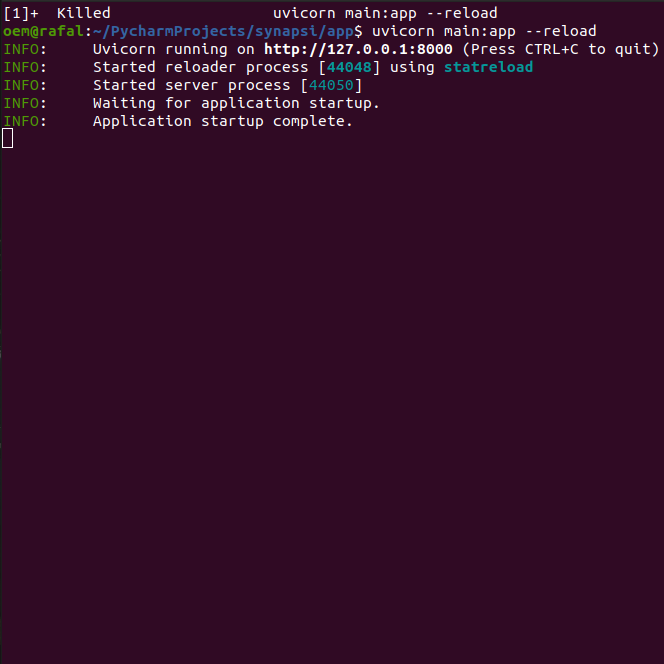 [1]+  Killed                  uvicorn main:app --reload
oem@rafal:~/PycharmProjects/synapsi/app$ uvicorn main:app --reload
INFO:     Uvicorn running on http://127.0.0.1:8000 (Press CTRL+C to quit)
INFO:     Started reloader process [44048] using statreload
INFO:     Started server process [44050]
INFO:     Waiting for application startup.
INFO:     Application startup complete.